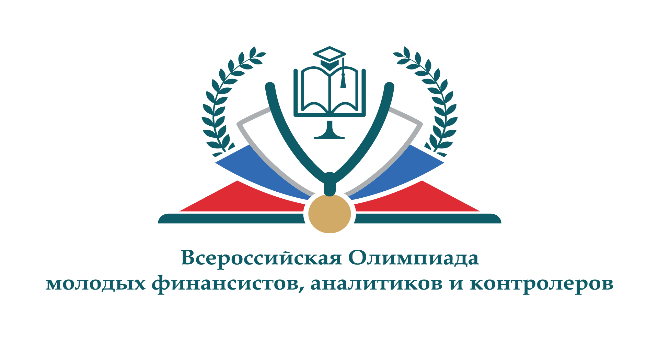 Всероссийская Олимпиада
молодых финансистов, аналитиков и контролеров